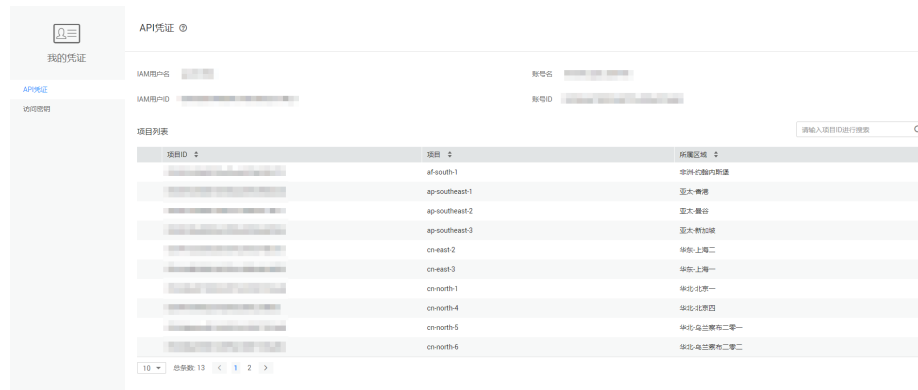 API凭证
我的凭证
API凭证
访问密钥
IAM用户名
账号名
IAM用户ID
账号ID
项目列表
请输入项目ID进行搜索
项目ID 项目 所属区域
af-south-1 非洲-约翰内斯堡
ap-southeast-1 亚太-香港
ap-southeast-2 亚太-曼谷
ap-southeast-3 亚太-新加坡
cn-east-2 华东-上海二
cn-east-3 华东-上海一
cn-north-1 华北-北京一
cn-north-4 华北-北京四
cn-north-5 华北-乌兰察布二零一
cn-north-6 华北-乌兰察布二零二
10 总条数: 13 < 1 2 >